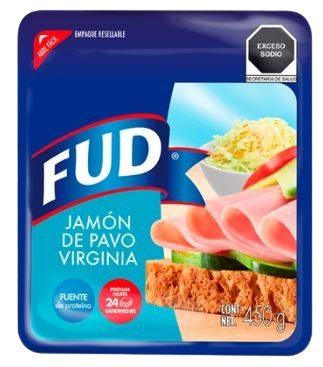 ABRE FÁCIL
EMPAQUE RESELLABLE
EXCESO
SODIO
SECRETARÍA DE SALUD
FUD®
JAMÓN
DE PAVO
VIRGINIA
FUENTE
de proteína
PREPARA
HASTA
24
SÁNDWICHES
CONT.
NET. 450 g